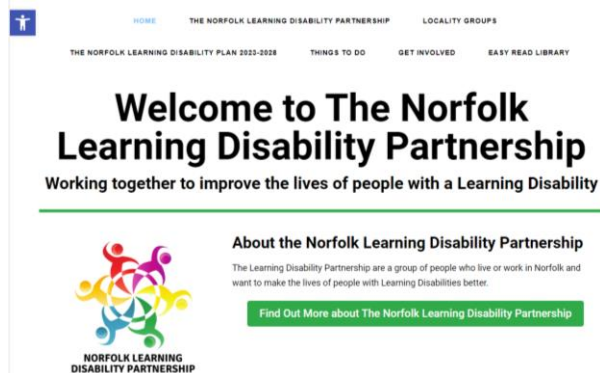 HOME THE NORFOLK LEARNING DISABILITY PARTNERSHIP LOCALITY GROUPS
THE NORFOLK LEARNING DISABILITY PLAN 2023-2028 THINGS TO DO GET INVOLVED EASY READ LIBRARY
Welcome to The Norfolk
Learning Disability Partnership
Working together to improve the lives of people with a Learning Disability
About the Norfolk Learning Disability Partnership
The Learning Disability Partnership are a group of people who live or work in Norfolk and
want to make the lives of people with Learning Disabilities better.
Find Out More about The Norfolk Learning Disability Partnership
NORFOLK LEARNING
DISABILITY PARTNERSHIP